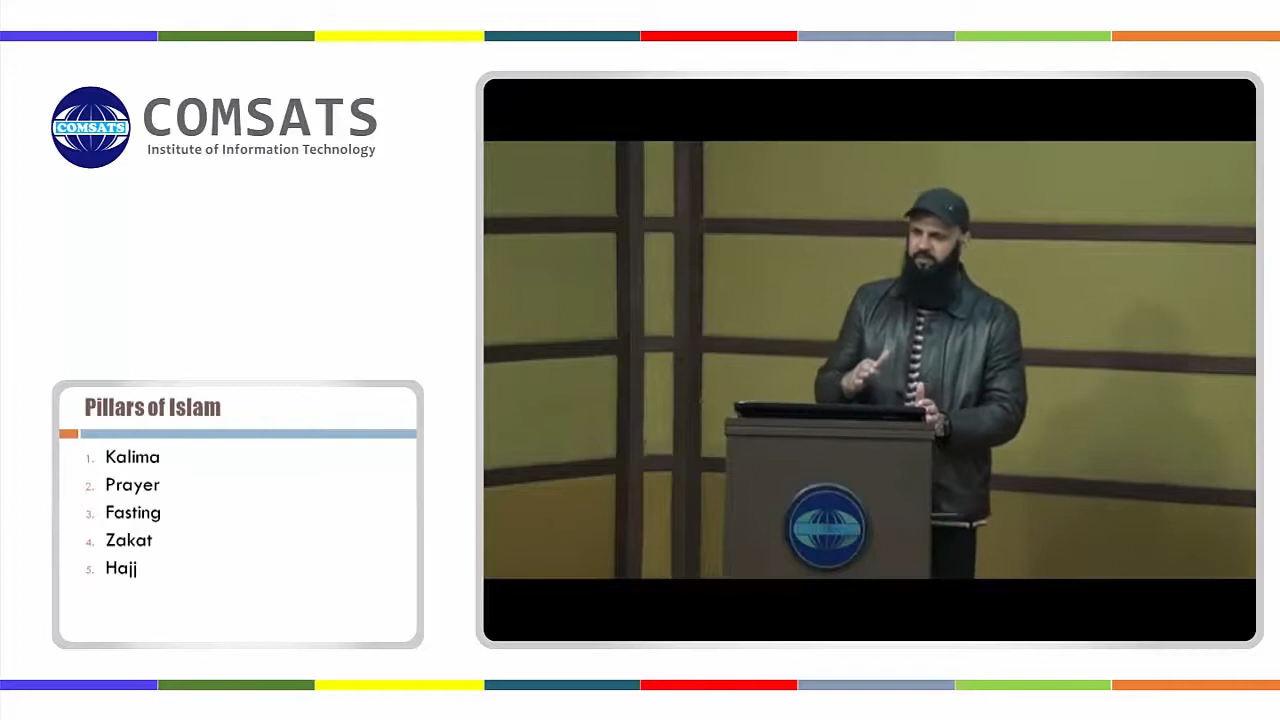 COMSATS
COMSATS
Institute of Information Technology
Pillars of Islam
1. Kalima
2. Prayer
3. Fasting
4. Zakat
5. Hajj